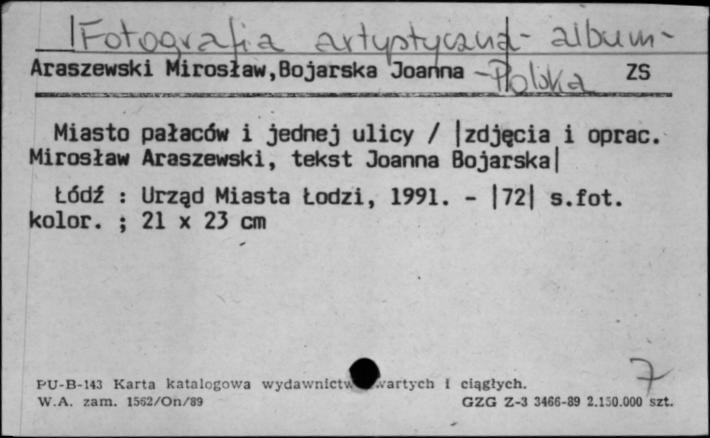 Fotografia artystyczna - album -
Araszewski Mirosław,Bojarska Joanna - Polska ZS
Miasto pałaców i jednej ulicy / |zdjęcia i oprac.
Mirosław Araszewski, tekst Joanna Bojarska|
Łódź : Urząd Miasta Łodzi, 1991. - |72| s.fot.
kolor. ; 21 x 23 cm
7
PU-B-143 Karta katalogowa wydawnictw wartych i ciągłych.
W.A. zam. 1562/On/89 GZG Z-3 3466-89 2.150.000 szt.